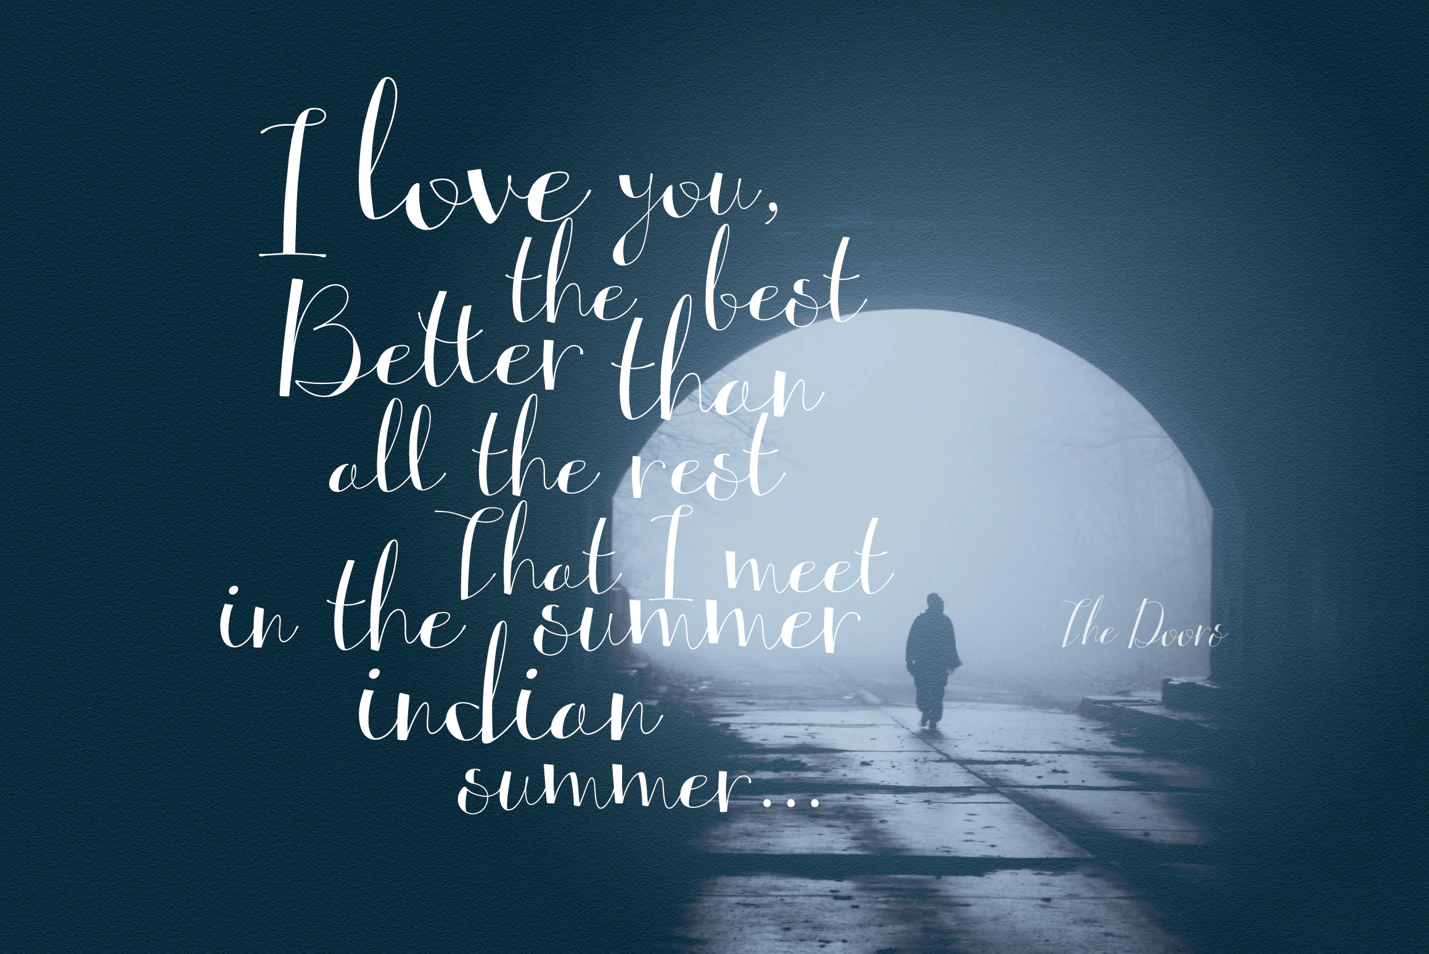 I love you,
the best
Better than
all the rest
That I meet
in the summer
indian
summer...
The Doors